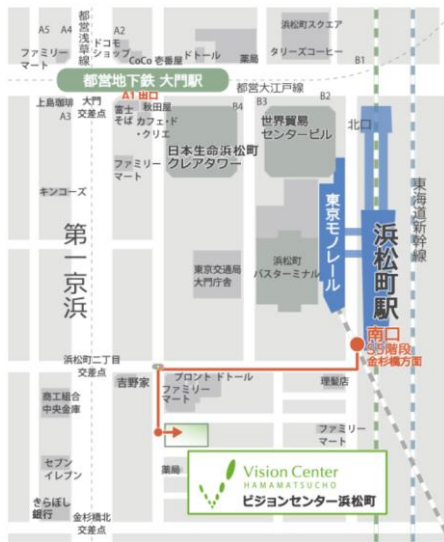 都営浅草線
A5
A4
A2
ファミリー
マート
ドコモ
ショップ
CoCo 壱番屋
ドトール
薬局
浜松町スクエア
タリーズコーヒー
B1
都営地下鉄 大門駅
都営大江戸線
上島珈琲
A3
大門
交差点
A1 出口
富士
そば
秋田屋
カフェ・ド
・クリエ
B4
B3
B2
日本生命浜松町
クレアタワー
世界貿易
センタービル
北口
ファミリー
マート
キンコーズ
第一京浜
東京モノレール
浜松町駅
東海道新幹線
東京交通局
大門庁舎
浜松町
バスターミナル
南口
S5階段
金杉橋方面
浜松町二丁目
交差点
吉野家
プロント ドトール
ファミリー
マート
理髪店
商工組合
中央金庫
ファミリー
マート
セブン
イレブン
薬局
Vision Center
HAMAMATSUCHO
ビジョンセンター浜松町
きらぼし
銀行
金杉橋北
交差点